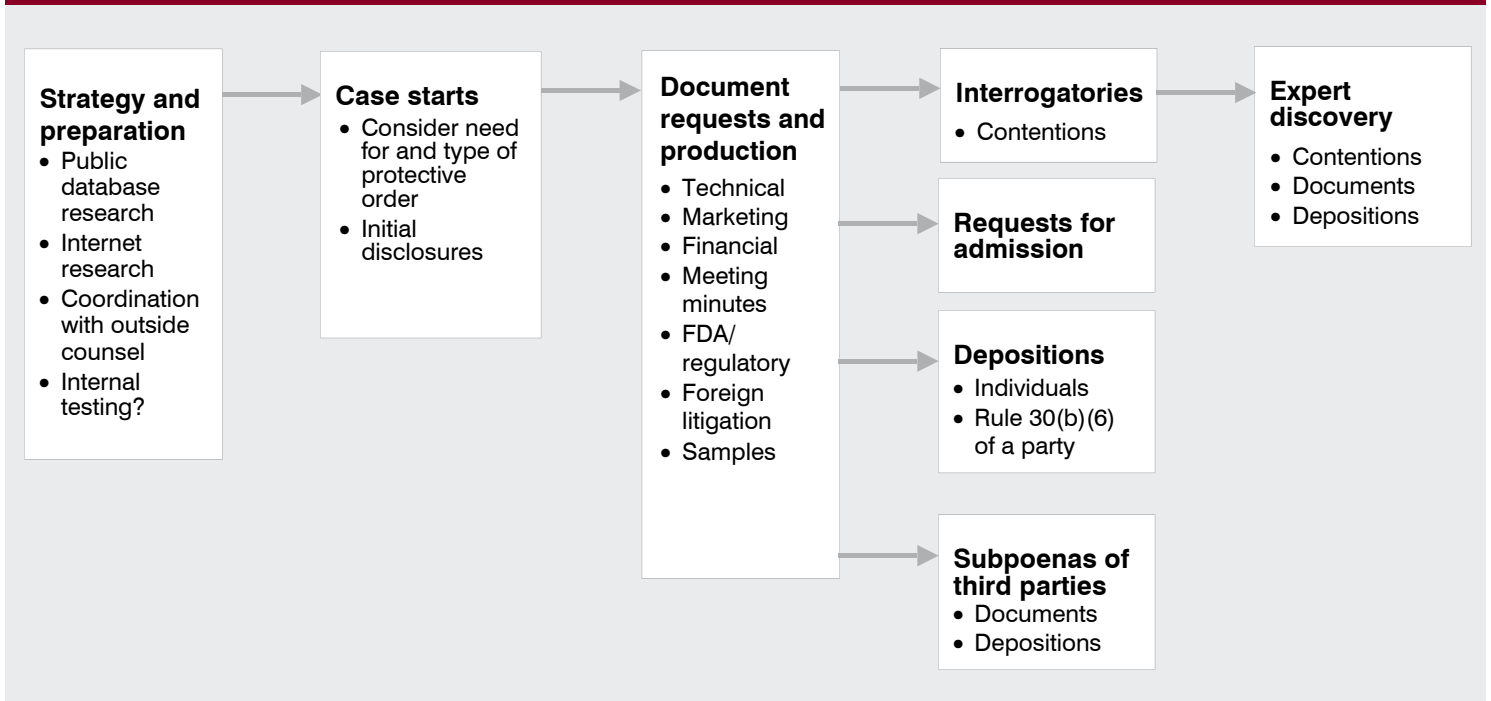 Strategy and
preparation
• Public
database
research
• Internet
research
• Coordination
with outside
counsel
• Internal
testing?
Case starts
• Consider need
for and type of
protective
order
• Initial
disclosures
Document
requests and
production
• Technical
• Marketing
• Financial
• Meeting
minutes
• FDA/
regulatory
• Foreign
litigation
• Samples
Interrogatories
• Contentions
Requests for
admission
Depositions
• Individuals
• Rule 30(b)(6)
of a party
Subpoenas of
third parties
• Documents
• Depositions
Expert
discovery
• Contentions
• Documents
• Depositions